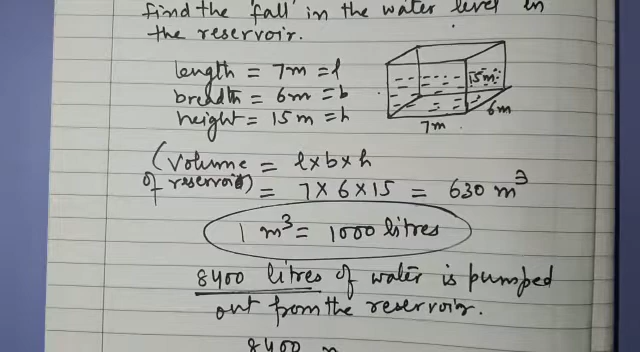 find the 'fall' in the water level in
the reservoir.
length = 7m = l
breadth = 6m = b
height = 15m = h
15m
6m
7m
(Volume = l×b×h
of reservoir) = 7×6×15 = 630 m³
1 m³ = 1000 litres
8400 litres of water is pumped
out from the reservoir.
8400